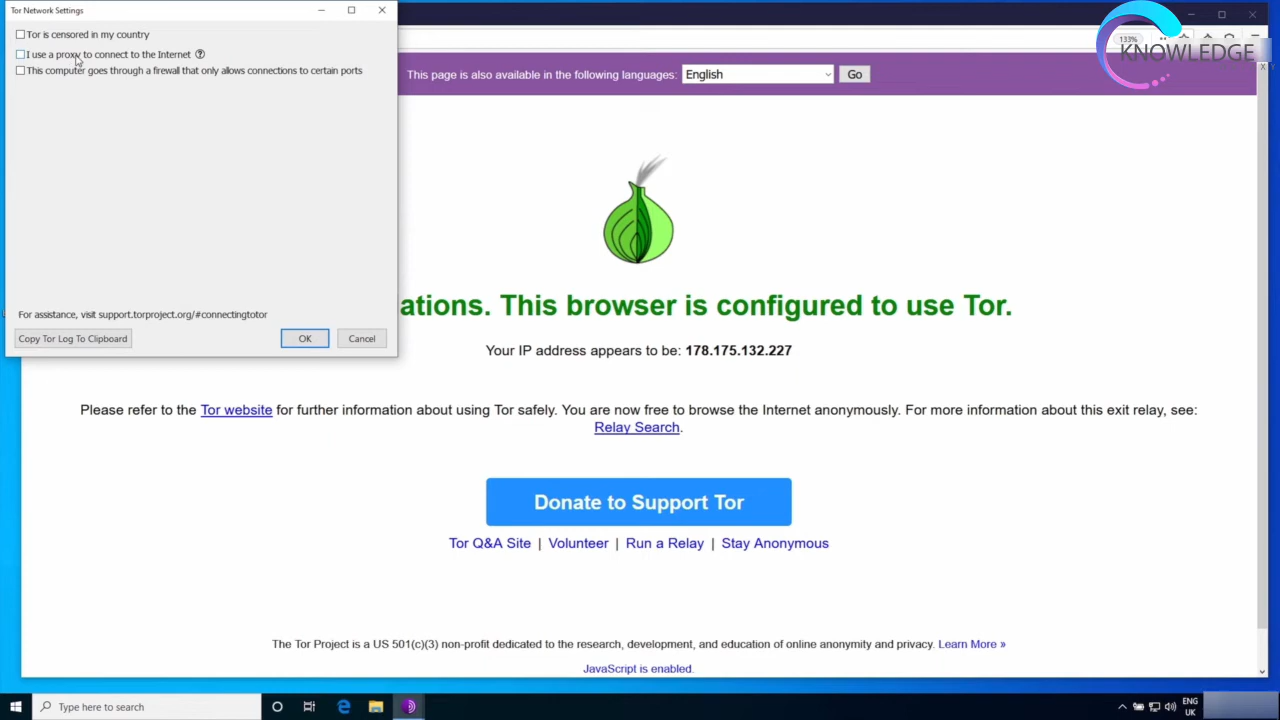 Tor Network Settings
Tor is censored in my country
I use a proxy to connect to the Internet
This computer goes through a firewall that only allows connections to certain ports
For assistance, visit support.torproject.org/#connectingtotor
Copy Tor Log To Clipboard
OK
Cancel
133%
KNOWLEDGE
This page is also available in the following languages:
English
Go
ations. This browser is configured to use Tor.
Your IP address appears to be: 178.175.132.227
Please refer to the Tor website for further information about using Tor safely. You are now free to browse the Internet anonymously. For more information about this exit relay, see:
Relay Search.
Donate to Support Tor
Tor Q&A Site | Volunteer | Run a Relay | Stay Anonymous
The Tor Project is a US 501(c)(3) non-profit dedicated to the research, development, and education of online anonymity and privacy. Learn More »
JavaScript is enabled.
Type here to search
ENG
UK